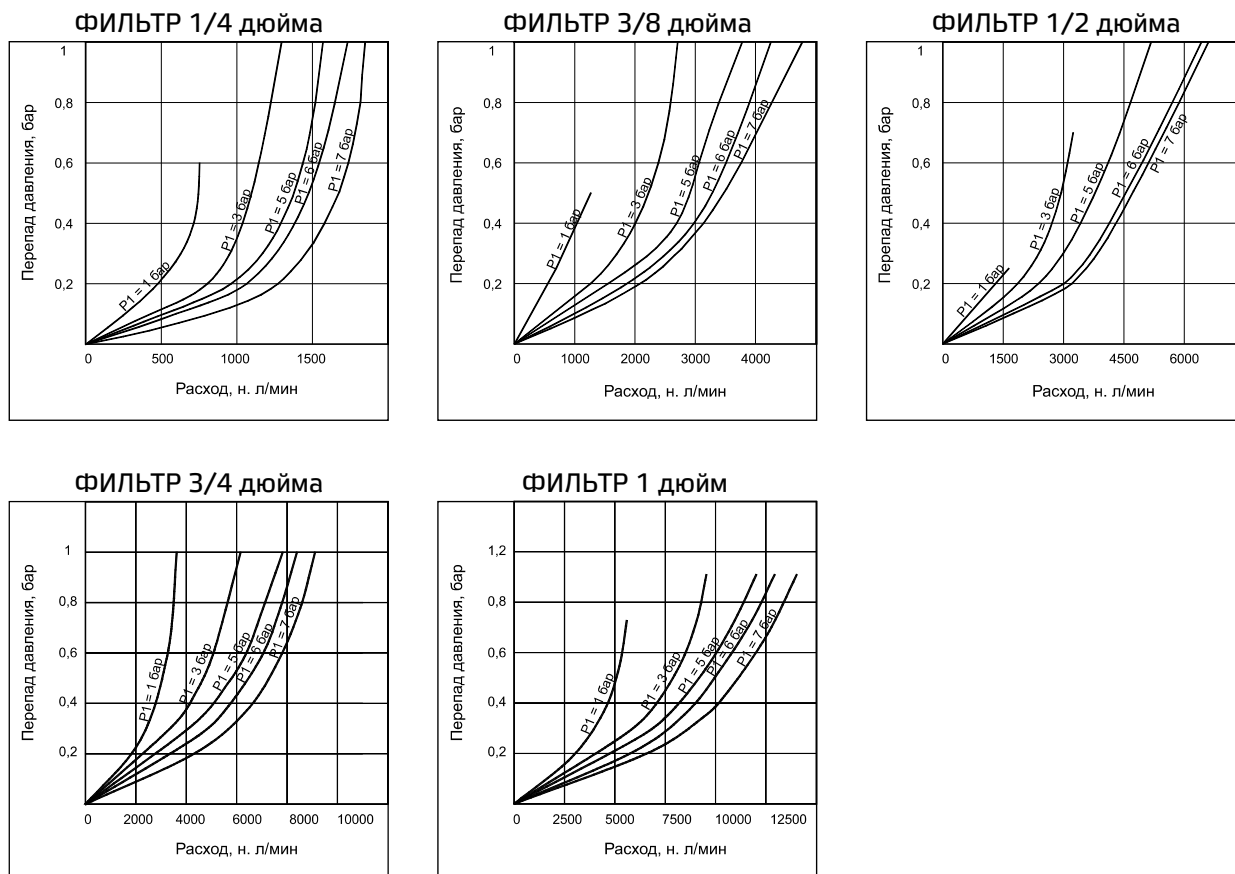 ФИЛЬТР 1/4 дюйма
Перепад давления, бар
1
0,8
0,6
0,4
0,2
P1 = 1 бар
P1 = 3 бар
P1 = 5 бар
P1 = 6 бар
P1 = 7 бар
0 500 1000 1500
Расход, н. л/мин
ФИЛЬТР 3/8 дюйма
Перепад давления, бар
1
0,8
0,6
0,4
0,2
P1 = 1 бар
P1 = 3 бар
P1 = 5 бар
P1 = 6 бар
P1 = 7 бар
0 1000 2000 3000 4000
Расход, н. л/мин
ФИЛЬТР 1/2 дюйма
Перепад давления, бар
1
0,8
0,6
0,4
0,2
P1 = 1 бар
P1 = 3 бар
P1 = 5 бар
P1 = 6 бар
P1 = 7 бар
0 1500 3000 4500 6000
Расход, н. л/мин
ФИЛЬТР 3/4 дюйма
Перепад давления, бар
1
0,8
0,6
0,4
0,2
P1 = 1 бар
P1 = 3 бар
P1 = 5 бар
P1 = 6 бар
P1 = 7 бар
0 2000 4000 6000 8000 10000
Расход, н. л/мин
ФИЛЬТР 1 дюйм
Перепад давления, бар
1,2
0,8
0,6
0,4
0,2
P1 = 1 бар
P1 = 3 бар
P1 = 5 бар
P1 = 6 бар
P1 = 7 бар
0 2500 5000 7500 10000 12500
Расход, н. л/мин